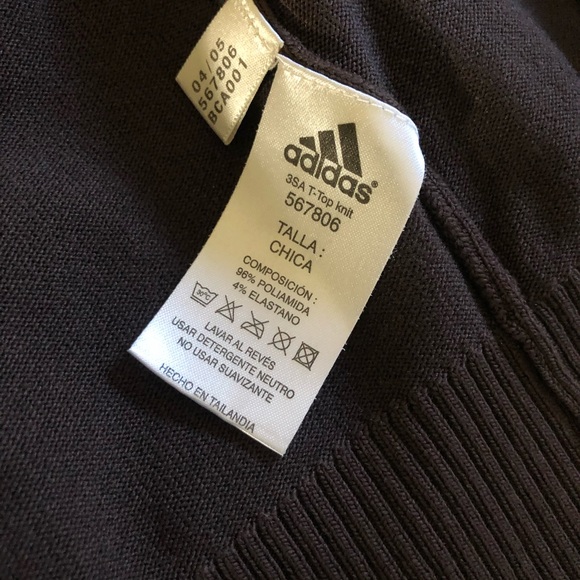 04/05
567806
BCA001
adidas®
3SA T-Top knit
567806
TALLA :
CHICA
COMPOSICIÓN :
96% POLIAMIDA
4% ELASTANO
30°C
LAVAR AL REVÉS
USAR DETERGENTE NEUTRO
NO USAR SUAVIZANTE
HECHO EN TAILANDIA